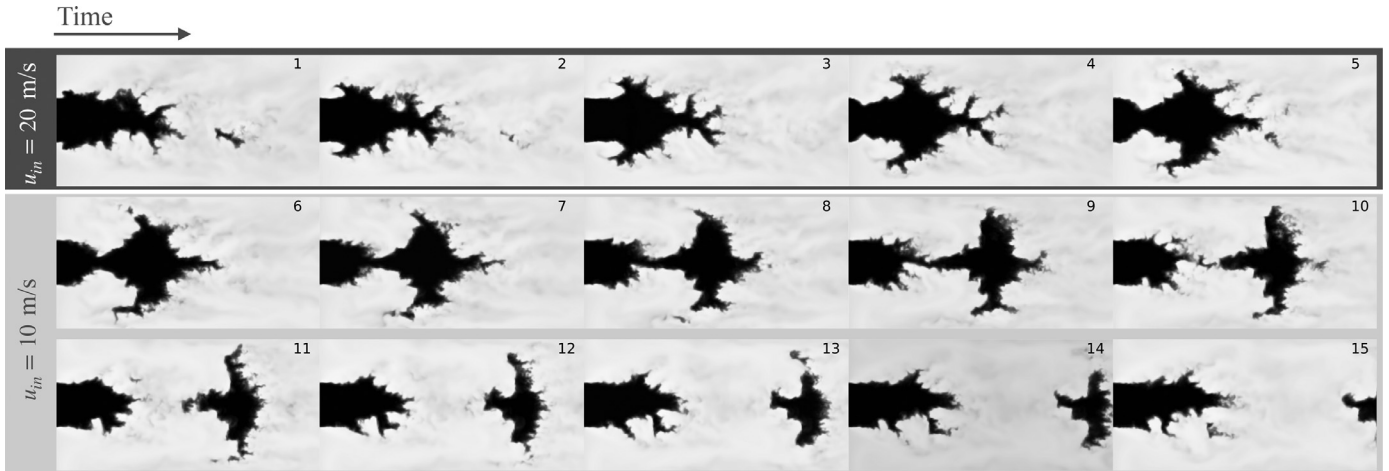 Time
u_in = 20 m/s
1 2 3 4 5
u_in = 10 m/s
6 7 8 9 10
11 12 13 14 15